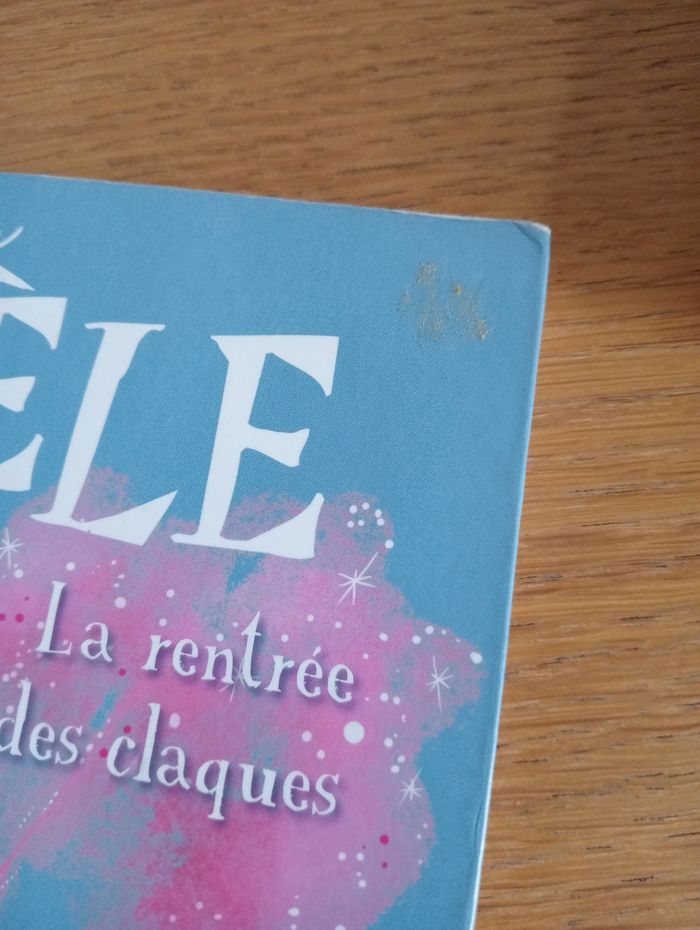 ÈLE
La rentrée
des claques